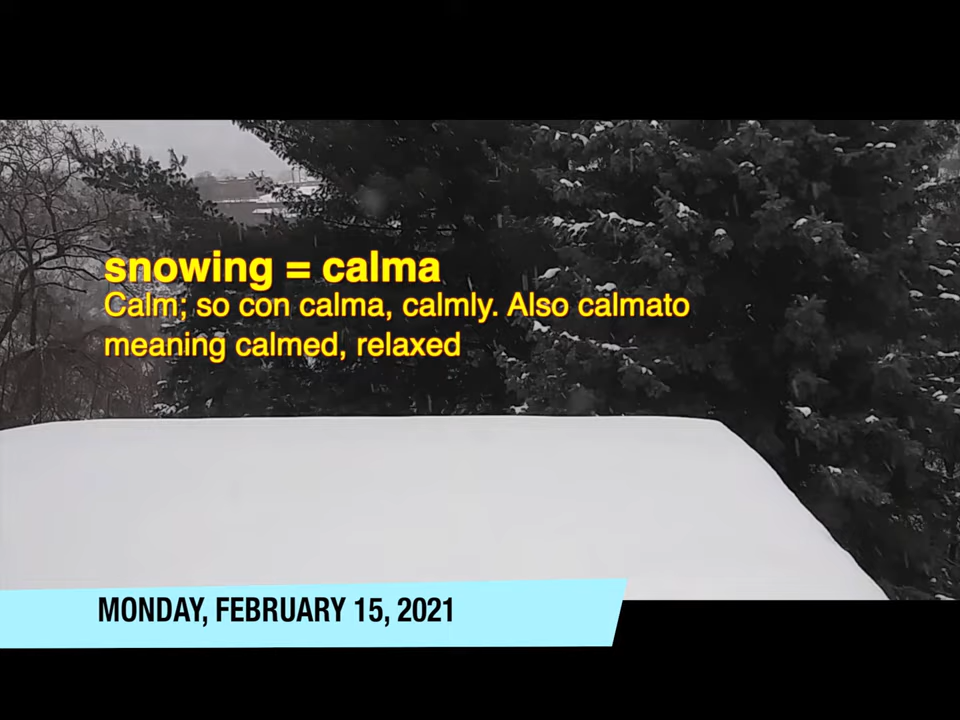 snowing = calma
Calm; so con calma, calmly. Also calmato
meaning calmed, relaxed
MONDAY, FEBRUARY 15, 2021